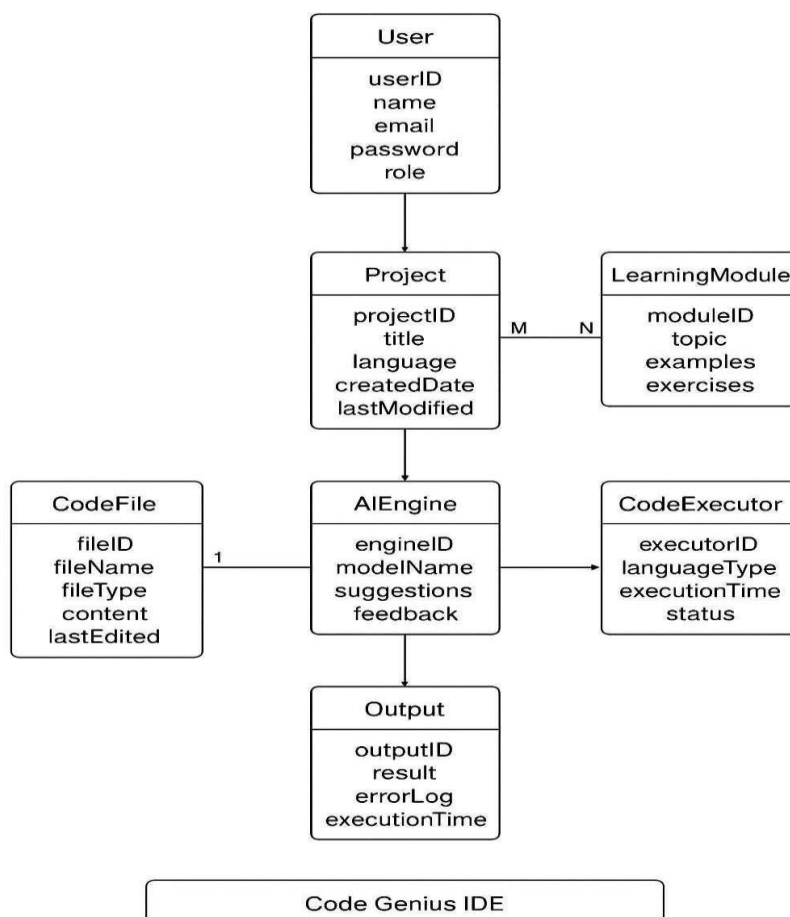 User
userID
name
email
password
role
Project
projectID
title
language
createdDate
lastModified
M
N
LearningModule
moduleID
topic
examples
exercises
CodeFile
fileID
fileName
fileType
content
lastEdited
1
AIEngine
engineID
modelName
suggestions
feedback
CodeExecutor
executorID
languageType
executionTime
status
Output
outputID
result
errorLog
executionTime
Code Genius IDE